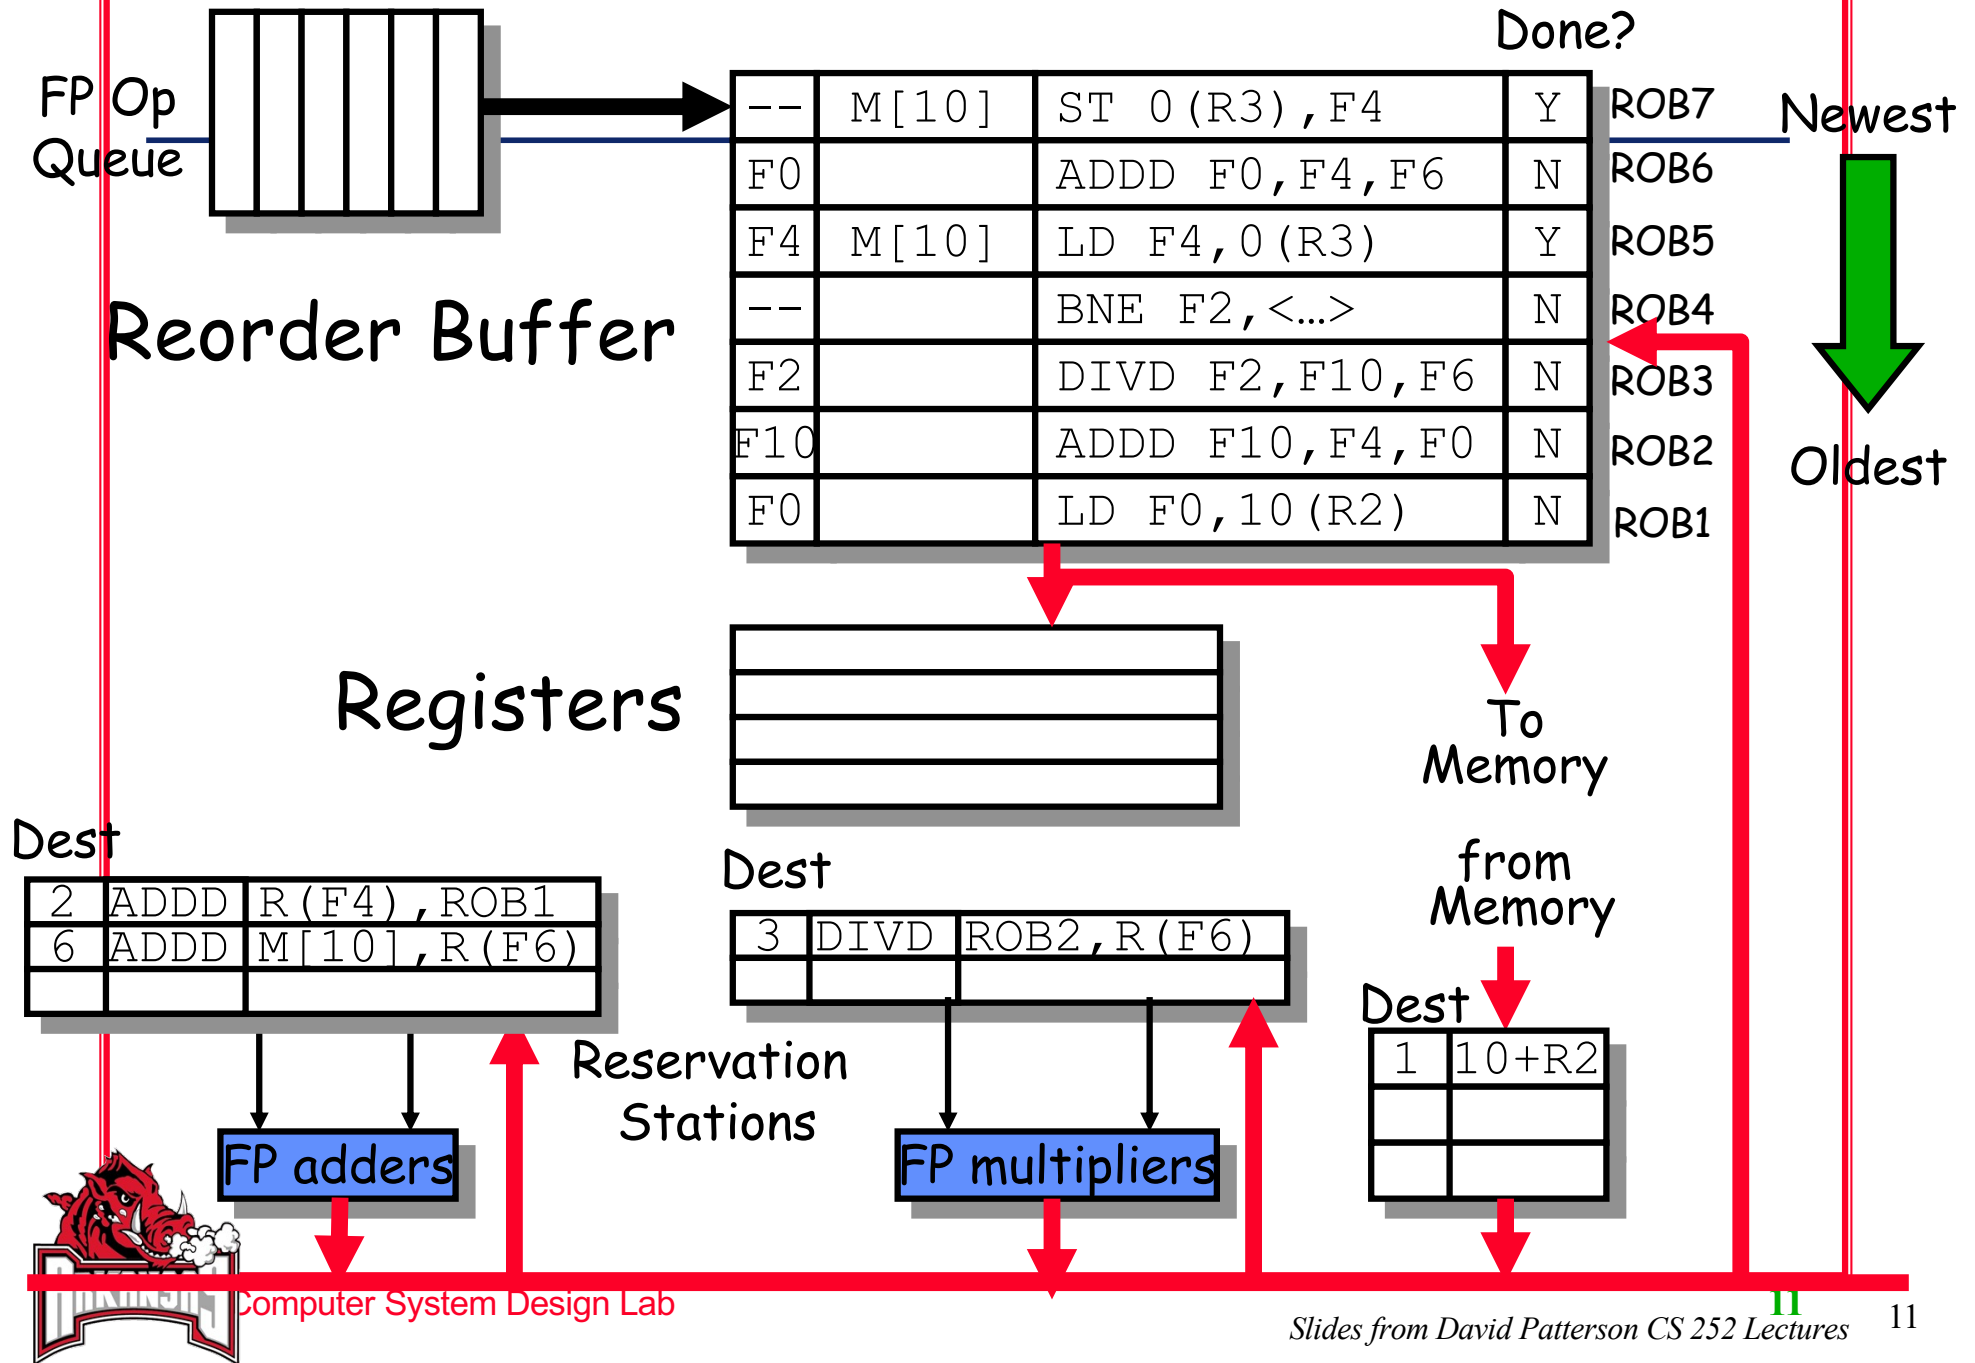 Done?
FP Op
Queue
-- M[10] ST 0(R3),F4 Y ROB7
Newest
F0 ADDD F0,F4,F6 N ROB6
F4 M[10] LD F4,0(R3) Y ROB5
-- BNE F2,<…> N ROB4
Reorder Buffer
F2 DIVD F2,F10,F6 N ROB3
F10 ADDD F10,F4,F0 N ROB2
Oldest
F0 LD F0,10(R2) N ROB1
Registers
To
Memory
from
Memory
Dest
2 ADDD R(F4),ROB1
6 ADDD M[10],R(F6)
Dest
3 DIVD ROB2,R(F6)
Dest
1 10+R2
Reservation
Stations
FP adders
FP multipliers
ARKANSAS
Computer System Design Lab
11
Slides from David Patterson CS 252 Lectures
11